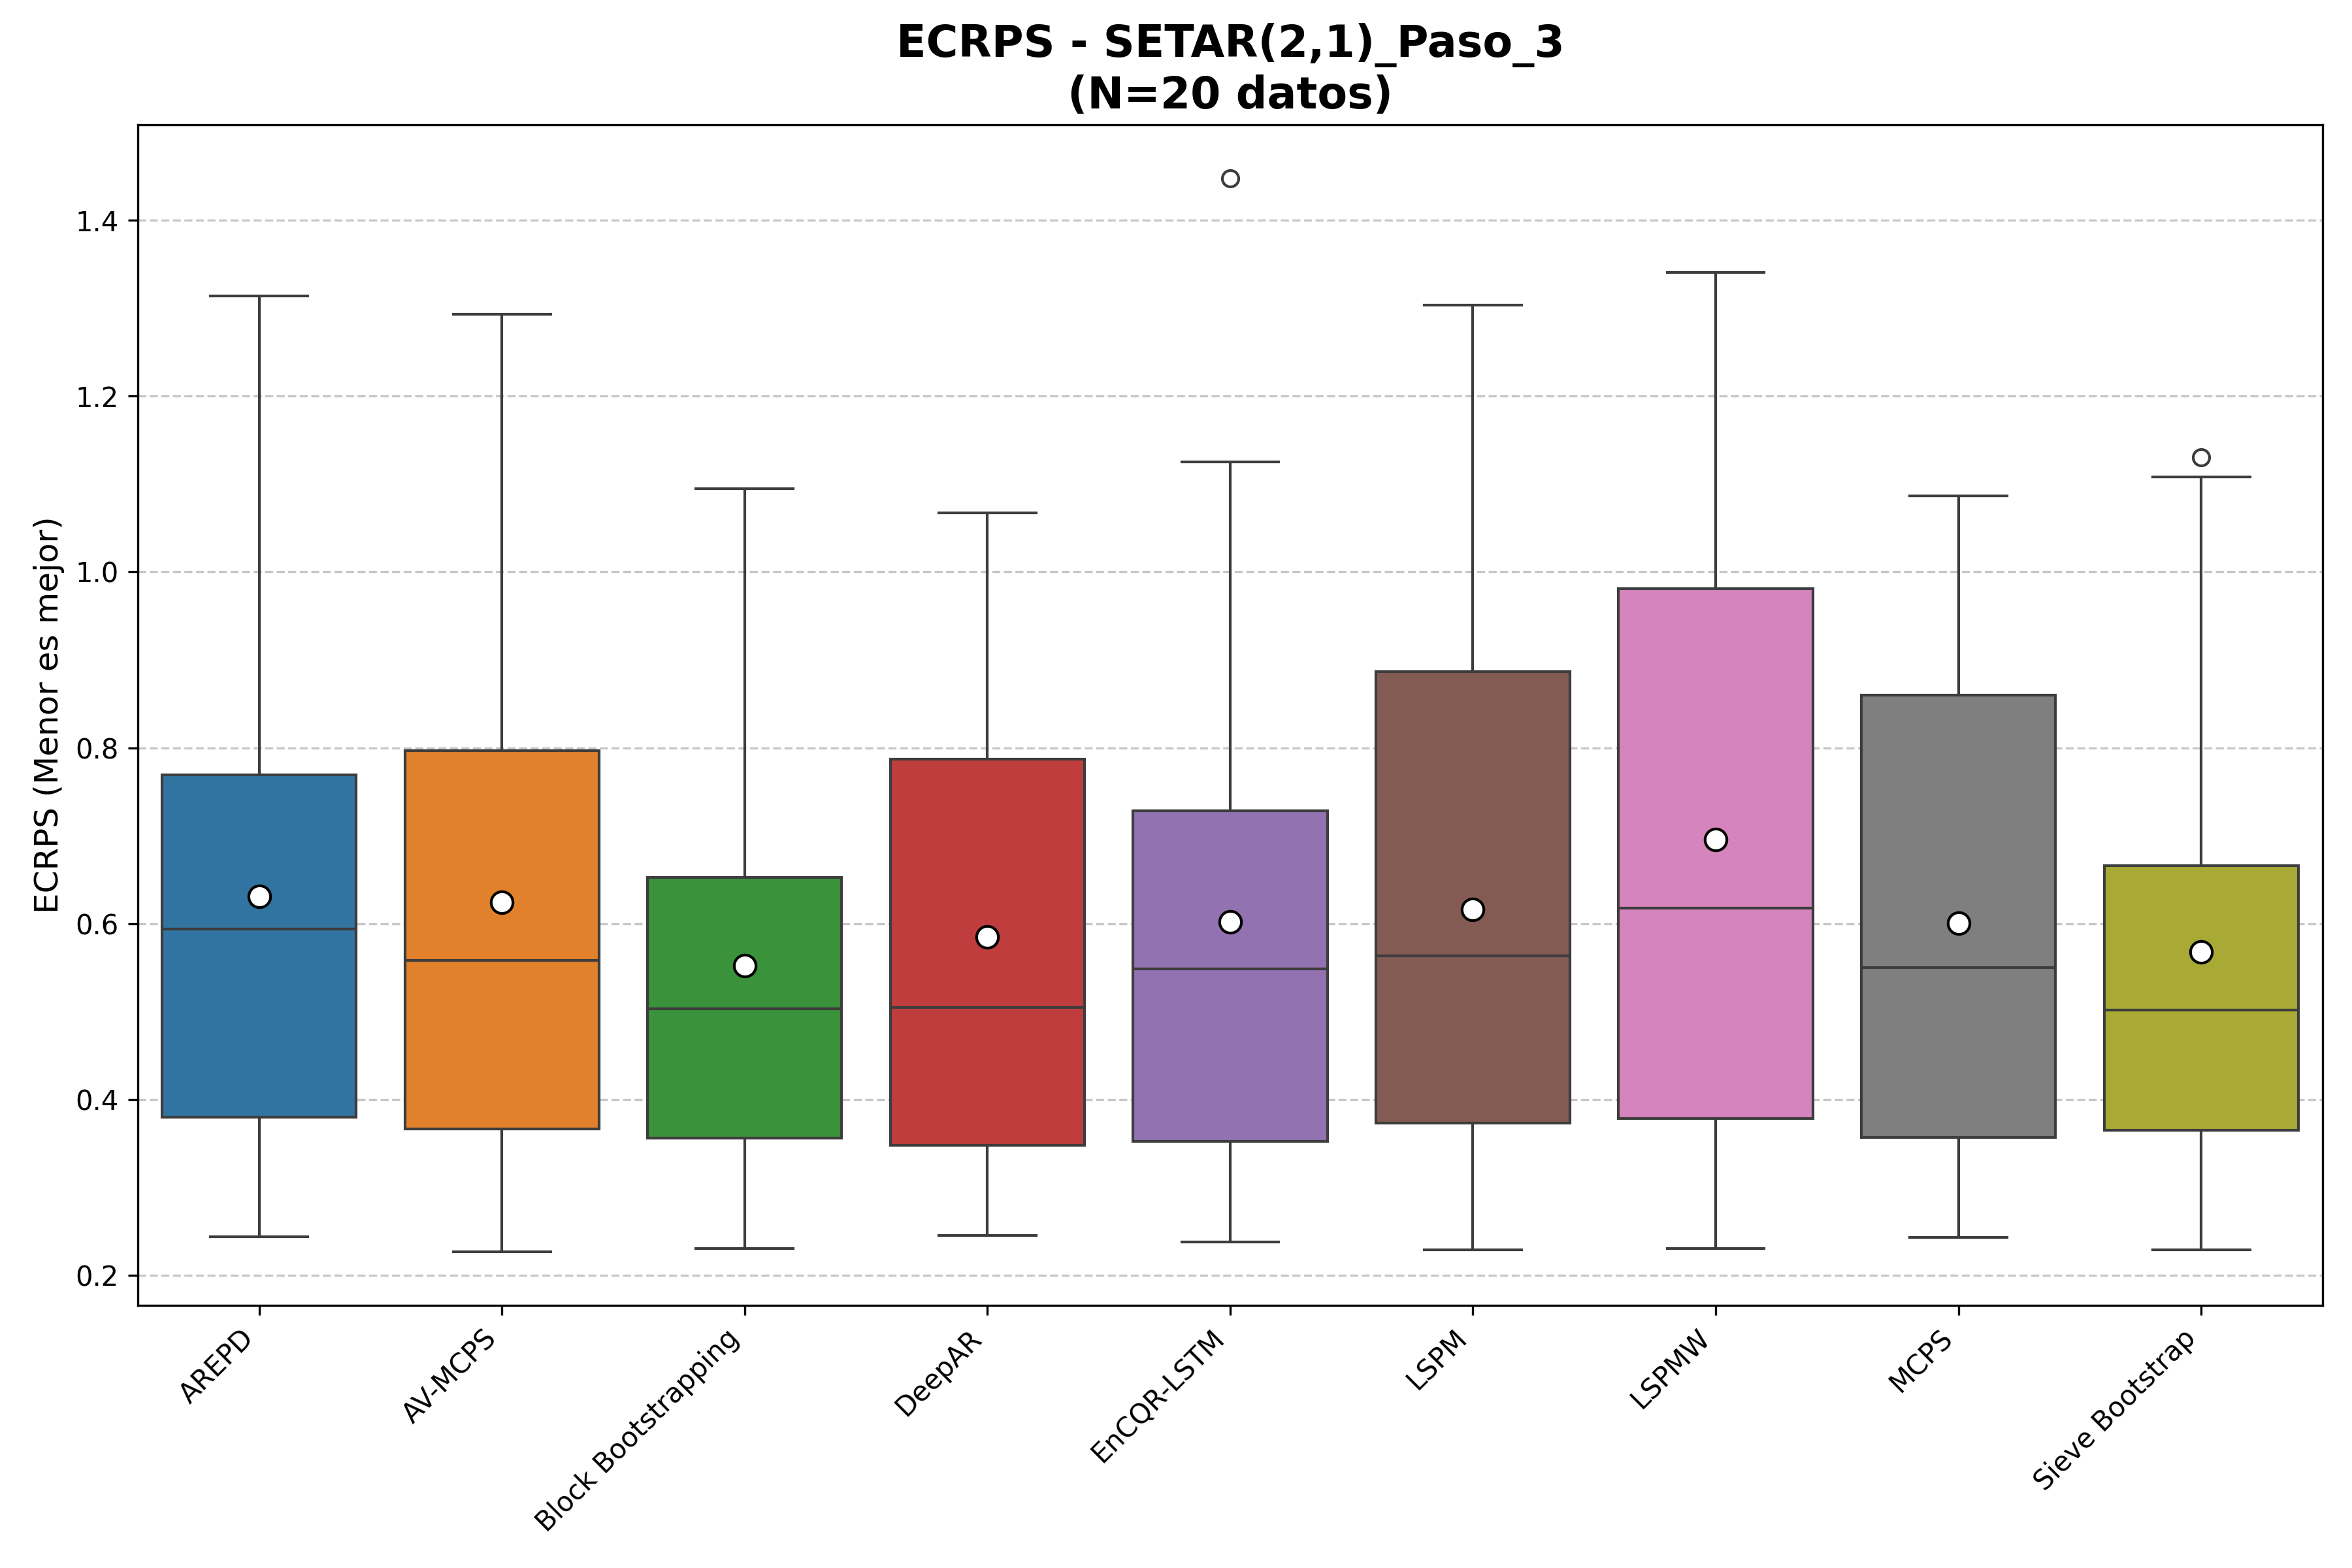 ECRPS - SETAR(2,1)_Paso_3
(N=20 datos)
ECRPS (Menor es mejor)
1.4
1.2
1.0
0.8
0.6
0.4
0.2
AREPD
AV-MCPS
Block Bootstrapping
DeepAR
EnCQR-LSTM
LSPM
LSPMW
MCPS
Sieve Bootstrap